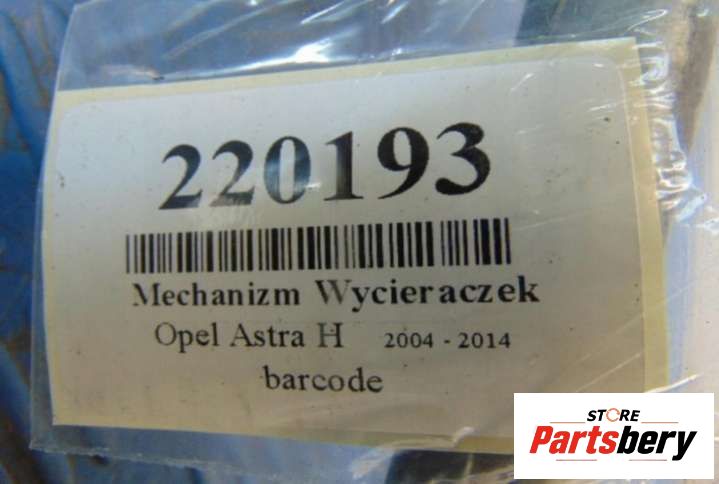 220193
Mechanizm Wycieraczek
Opel Astra H 2004 - 2014
barcode
STORE
Partsbery